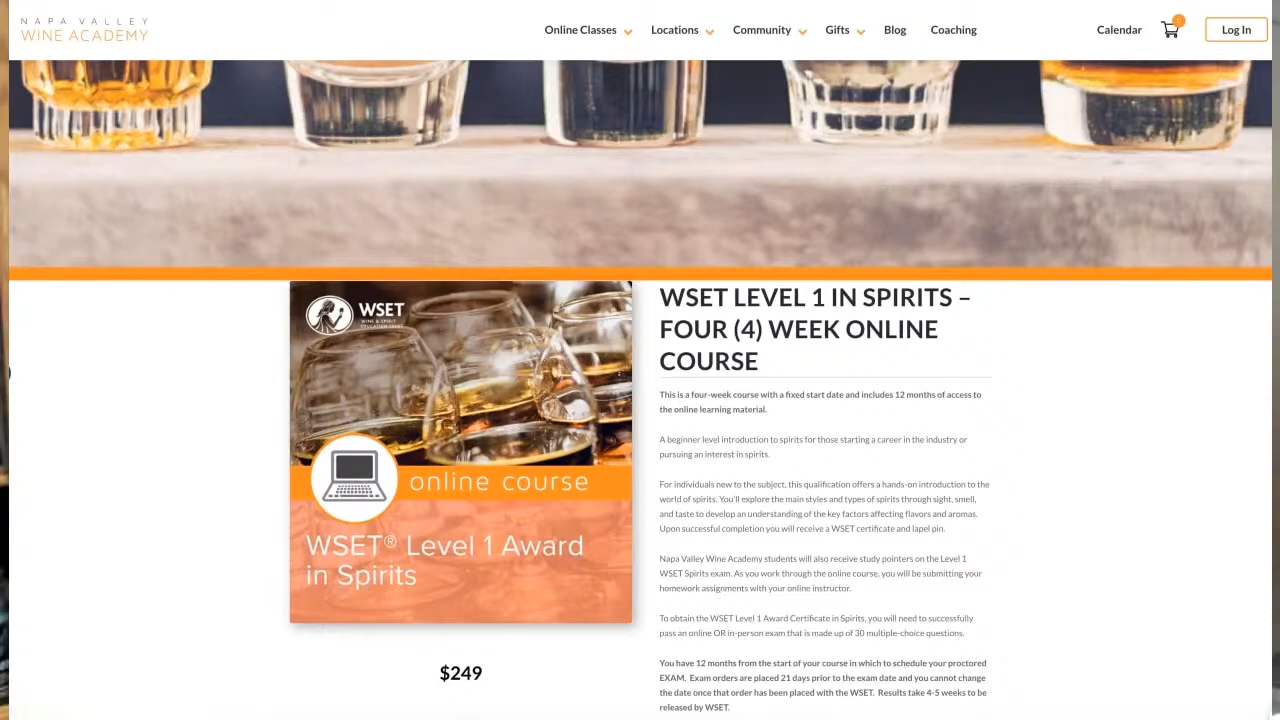 NAPA VALLEY
WINE ACADEMY
Online Classes
Locations
Community
Gifts
Blog
Coaching
Calendar
Log In
WSET
WINE & SPIRIT
EDUCATION TRUST
online course
WSET® Level 1 Award
in Spirits
$249
WSET LEVEL 1 IN SPIRITS –
FOUR (4) WEEK ONLINE
COURSE
This is a four-week course with a fixed start date and includes 12 months of access to
the online learning material.
A beginner level introduction to spirits for those starting a career in the industry or
pursuing an interest in spirits.
For individuals new to the subject, this qualification offers a hands-on introduction to the
world of spirits. You'll explore the main styles and types of spirits through sight, smell,
and taste to develop an understanding of the key factors affecting flavors and aromas.
Upon successful completion you will receive a WSET certificate and lapel pin.
Napa Valley Wine Academy students will also receive study pointers on the Level 1
WSET Spirits exam. As you work through the online course, you will be submitting your
homework assignments with your online instructor.
To obtain the WSET Level 1 Award Certificate in Spirits, you will need to successfully
pass an online OR in-person exam that is made up of 30 multiple-choice questions.
You have 12 months from the start of your course in which to schedule your proctored
EXAM. Exam orders are placed 21 days prior to the exam date and you cannot change
the date once that order has been placed with the WSET. Results take 4-5 weeks to be
released by WSET.